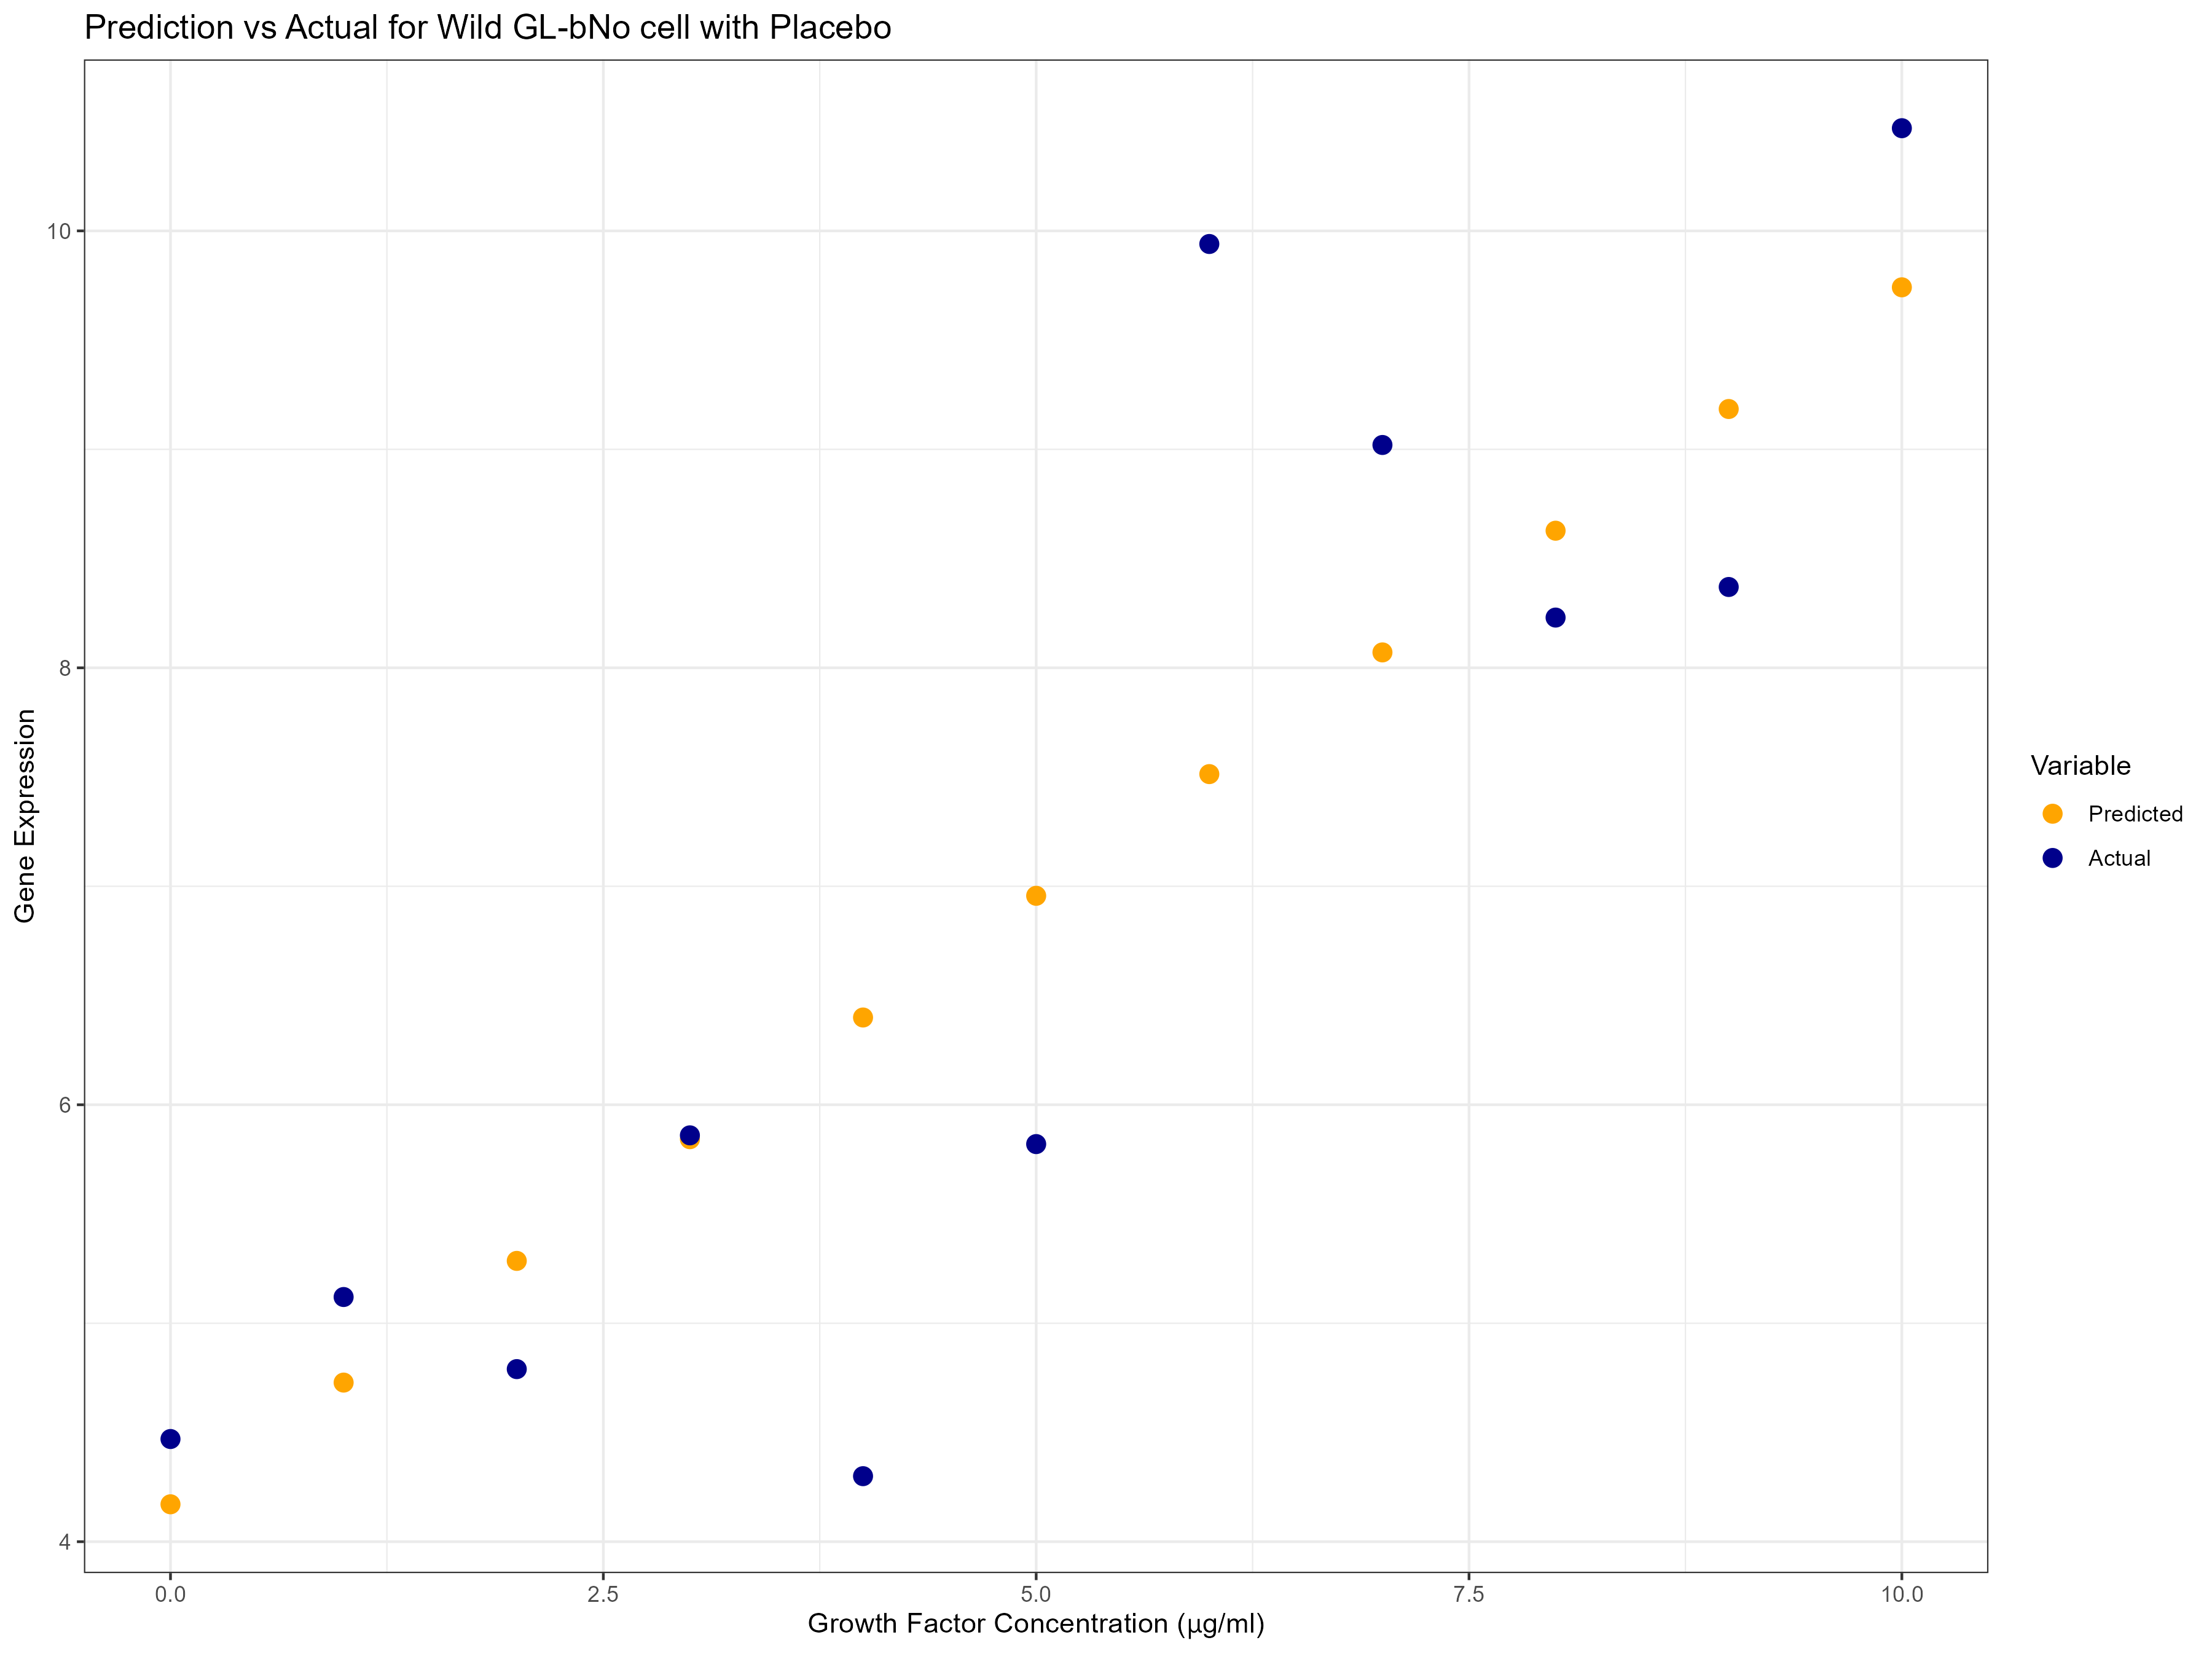 Prediction vs Actual for Wild GL-bNo cell with Placebo
10
8
6
4
Gene Expression
0.0 2.5 5.0 7.5 10.0
Growth Factor Concentration (µg/ml)
Variable
Predicted
Actual